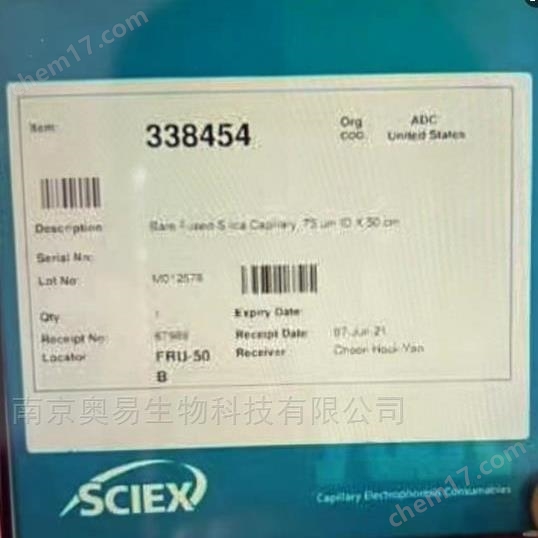 chem17.com
Item:
338454
Org ADC
COO United States
Description Bare Fused Silica Capillary, 75 um ID X 50 cm
Serial No:
Lot No: M012578
Qty 1 Expiry Date:
Receipt No: Receipt Date: 07-Jun-21
Locator FRU-50 B Receiver Choon Hock Yan
南京奥易生物科技有限公司
SCIEX
Capillary Electrophoresis Consumables
chem17.com